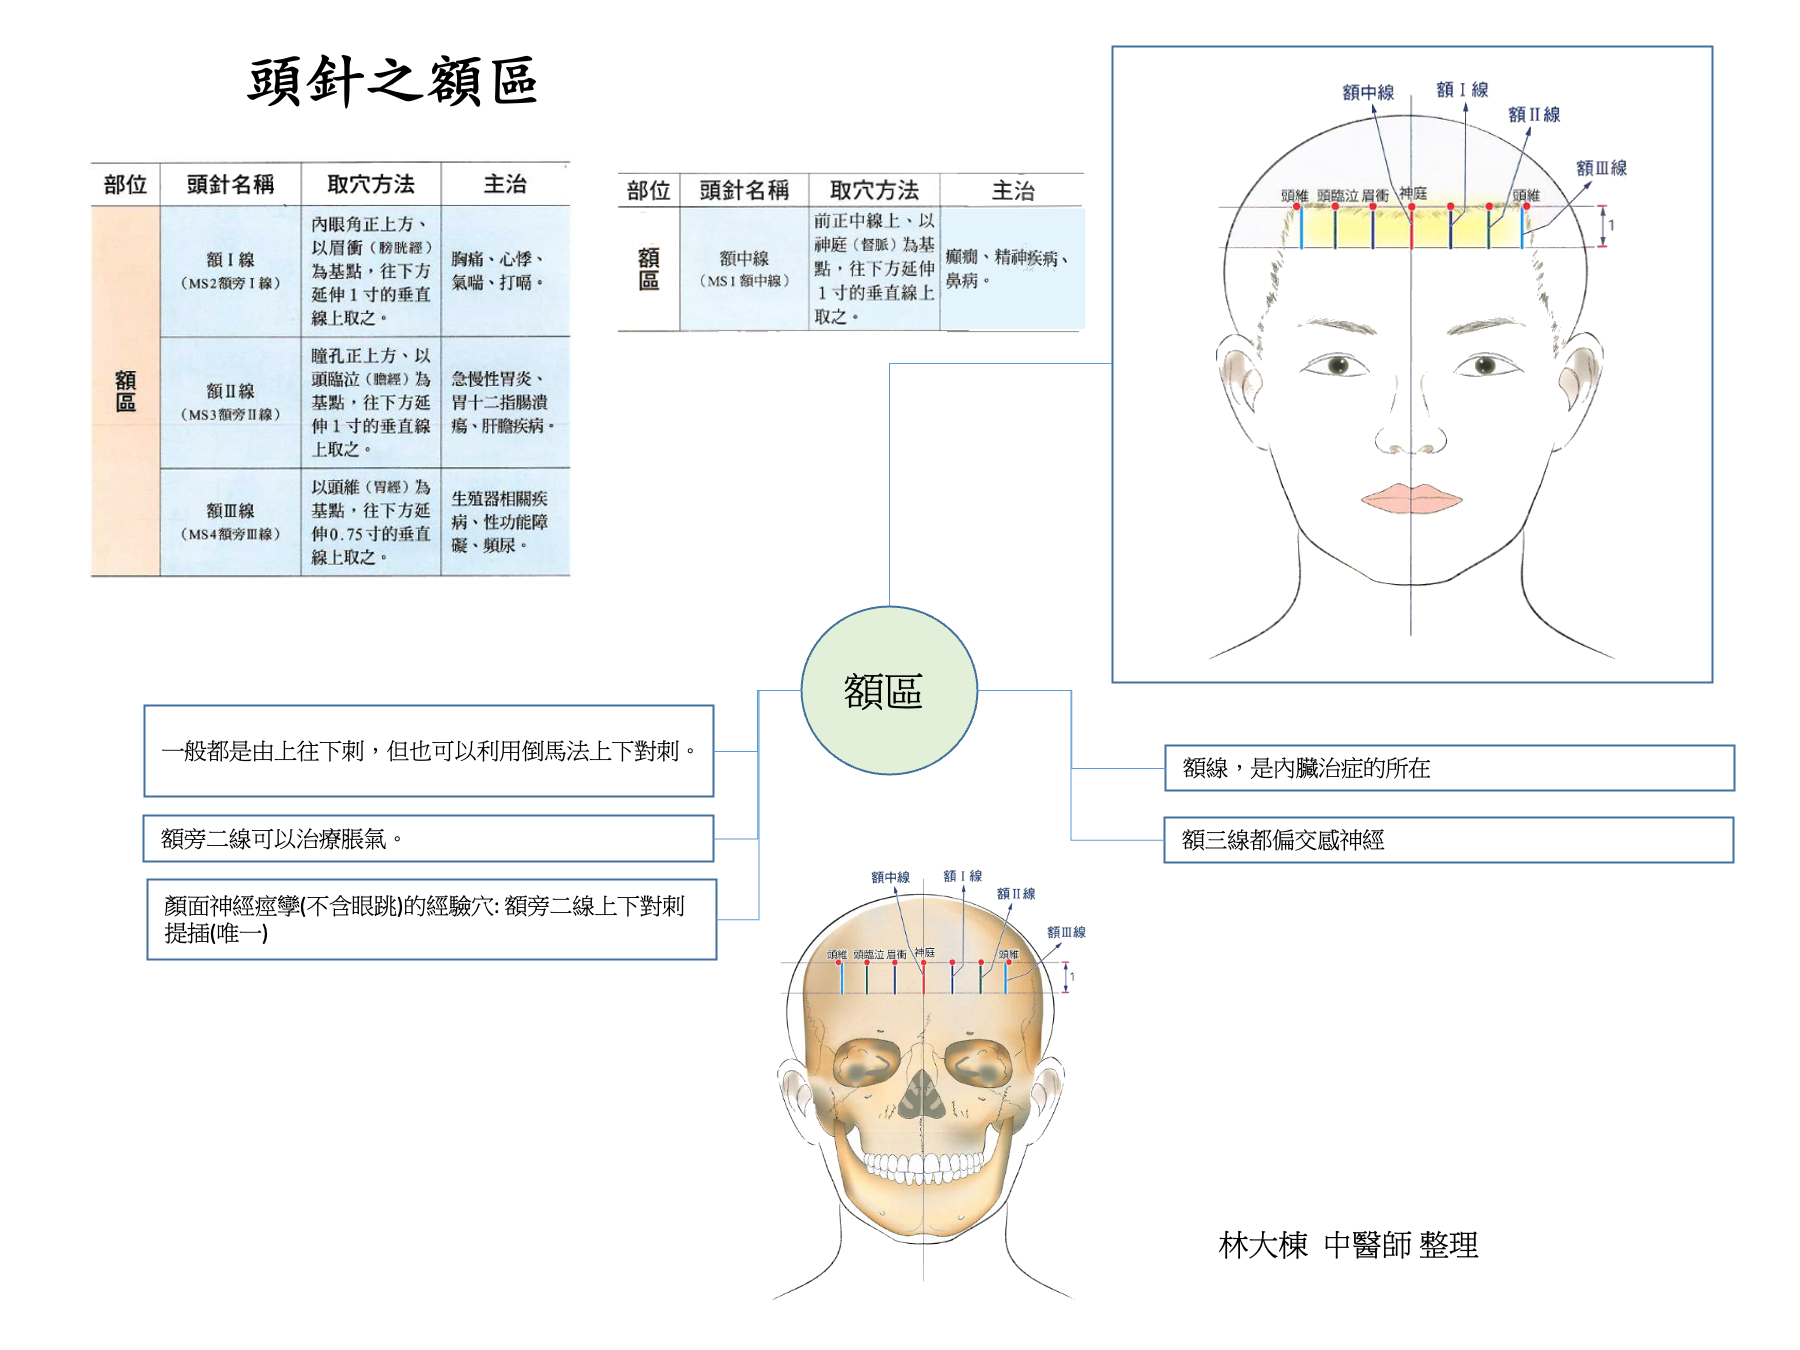 頭針之額區
部位 頭針名稱 取穴方法 主治
額區
額Ⅰ線
(MS2額旁Ⅰ線)
內眼角正上方、
以眉衝(膀胱經)
為基點，往下方
延伸1寸的垂直
線上取之。
胸痛、心悸、
氣喘、打嗝。
額Ⅱ線
(MS3額旁Ⅱ線)
瞳孔正上方、以
頭臨泣(膽經)為
基點，往下方延
伸1寸的垂直線
上取之。
急慢性胃炎、
胃十二指腸潰
瘍、肝膽疾病。
額Ⅲ線
(MS4額旁Ⅲ線)
以頭維(胃經)為
基點，往下方延
伸0.75寸的垂直
線上取之。
生殖器相關疾
病、性功能障
礙、頻尿。
部位 頭針名稱 取穴方法 主治
額區
額中線
(MS1額中線)
前正中線上、以
神庭(督脈)為基
點，往下方延伸
1寸的垂直線上
取之。
癲癇、精神疾病、
鼻病。
額中線 額Ⅰ線
額Ⅱ線
額Ⅲ線
頭維 頭臨泣 眉衝 神庭 頭維
1
額區
一般都是由上往下刺，但也可以利用倒馬法上下對刺。
額旁二線可以治療脹氣。
顏面神經痙攣(不含眼跳)的經驗穴: 額旁二線上下對刺
提插(唯一)
額線，是內臟治症的所在
額三線都偏交感神經
額中線 額Ⅰ線
額Ⅱ線
額Ⅲ線
頭維 頭臨泣 眉衝 神庭 頭維
1
林大棟 中醫師 整理